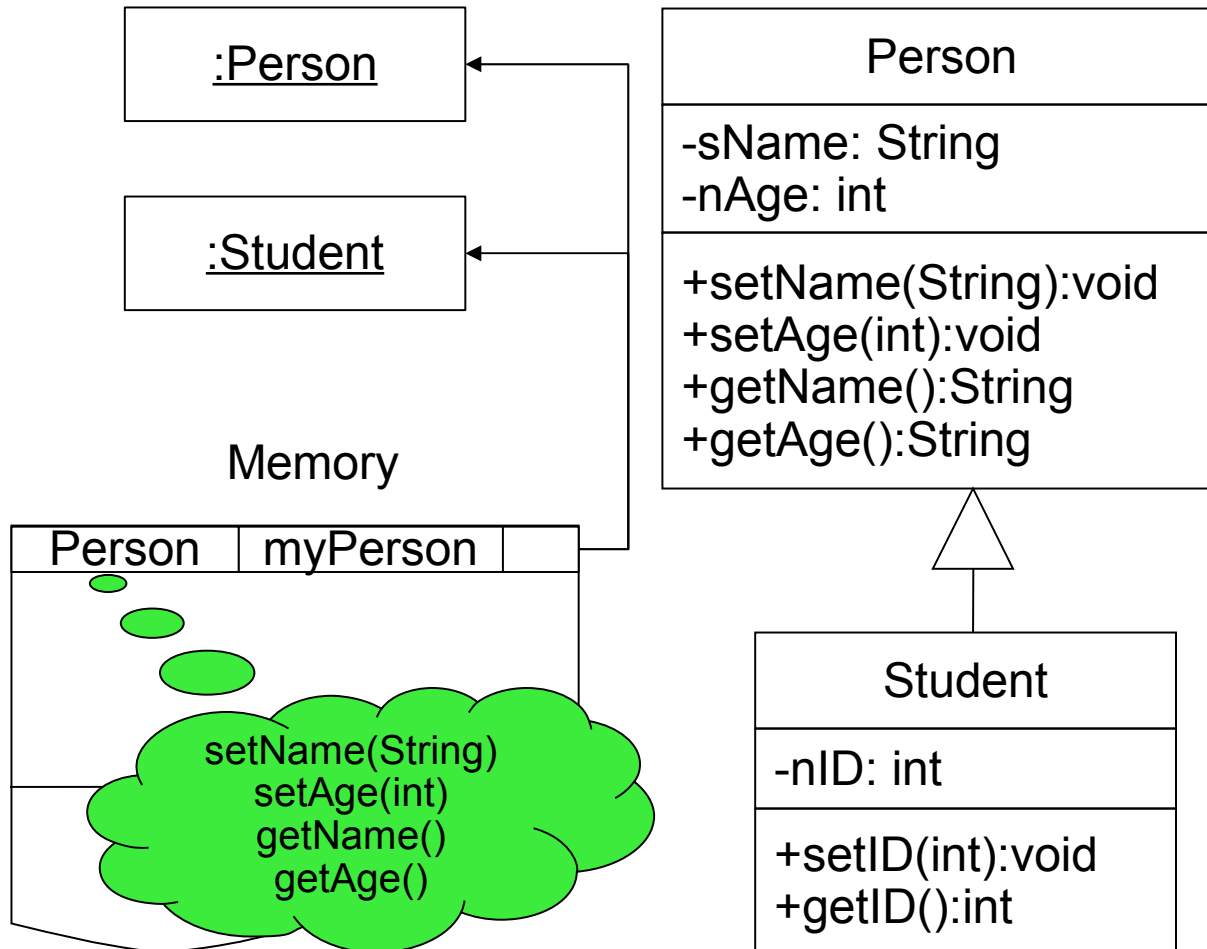 :Person
:Student
Memory
Person myPerson
setName(String)
setAge(int)
getName()
getAge()
Person
-sName: String
-nAge: int
+setName(String):void
+setAge(int):void
+getName():String
+getAge():String
Student
-nID: int
+setID(int):void
+getID():int